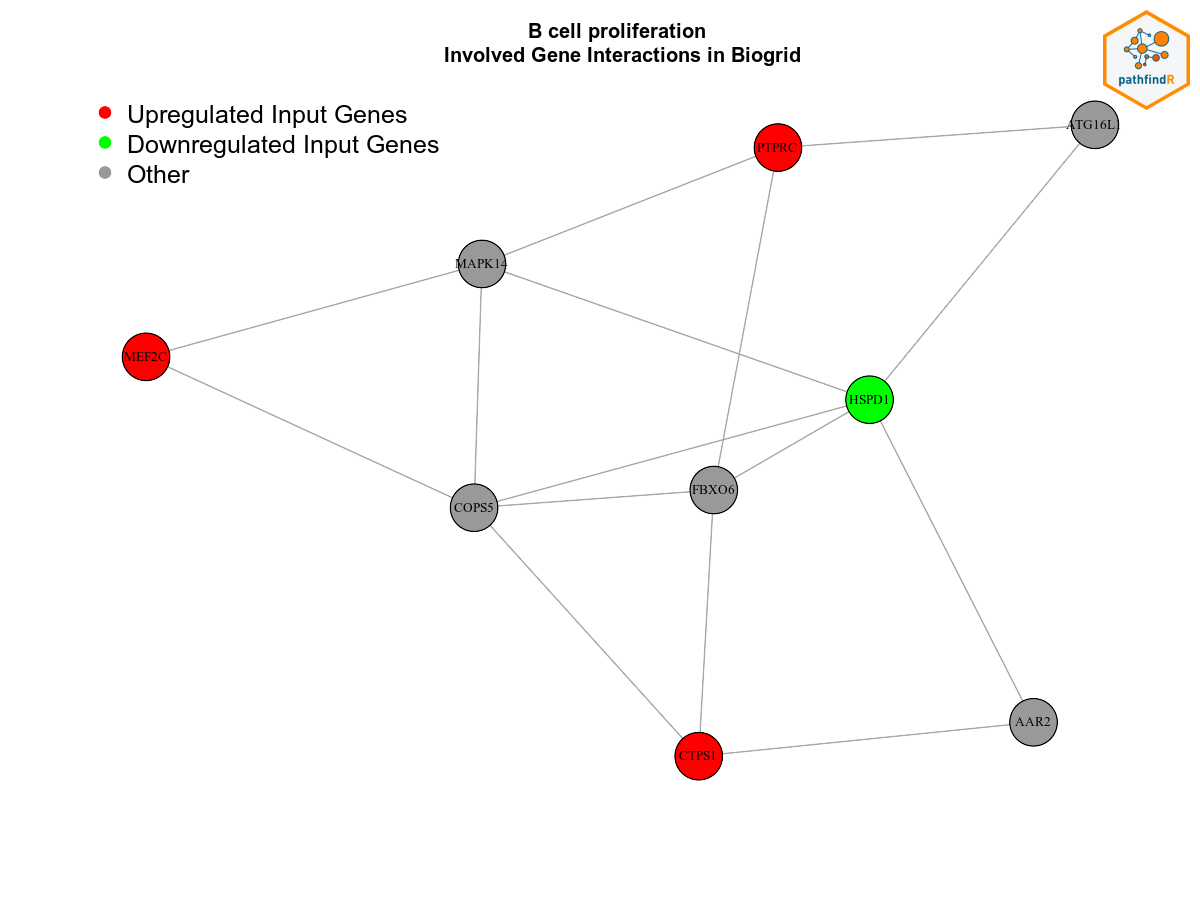 B cell proliferation
Involved Gene Interactions in Biogrid
pathfindR
Upregulated Input Genes
Downregulated Input Genes
Other
ATG16L1
PTPRC
MAPK14
MEF2C
HSPD1
FBXO6
COPS5
AAR2
CTPS1